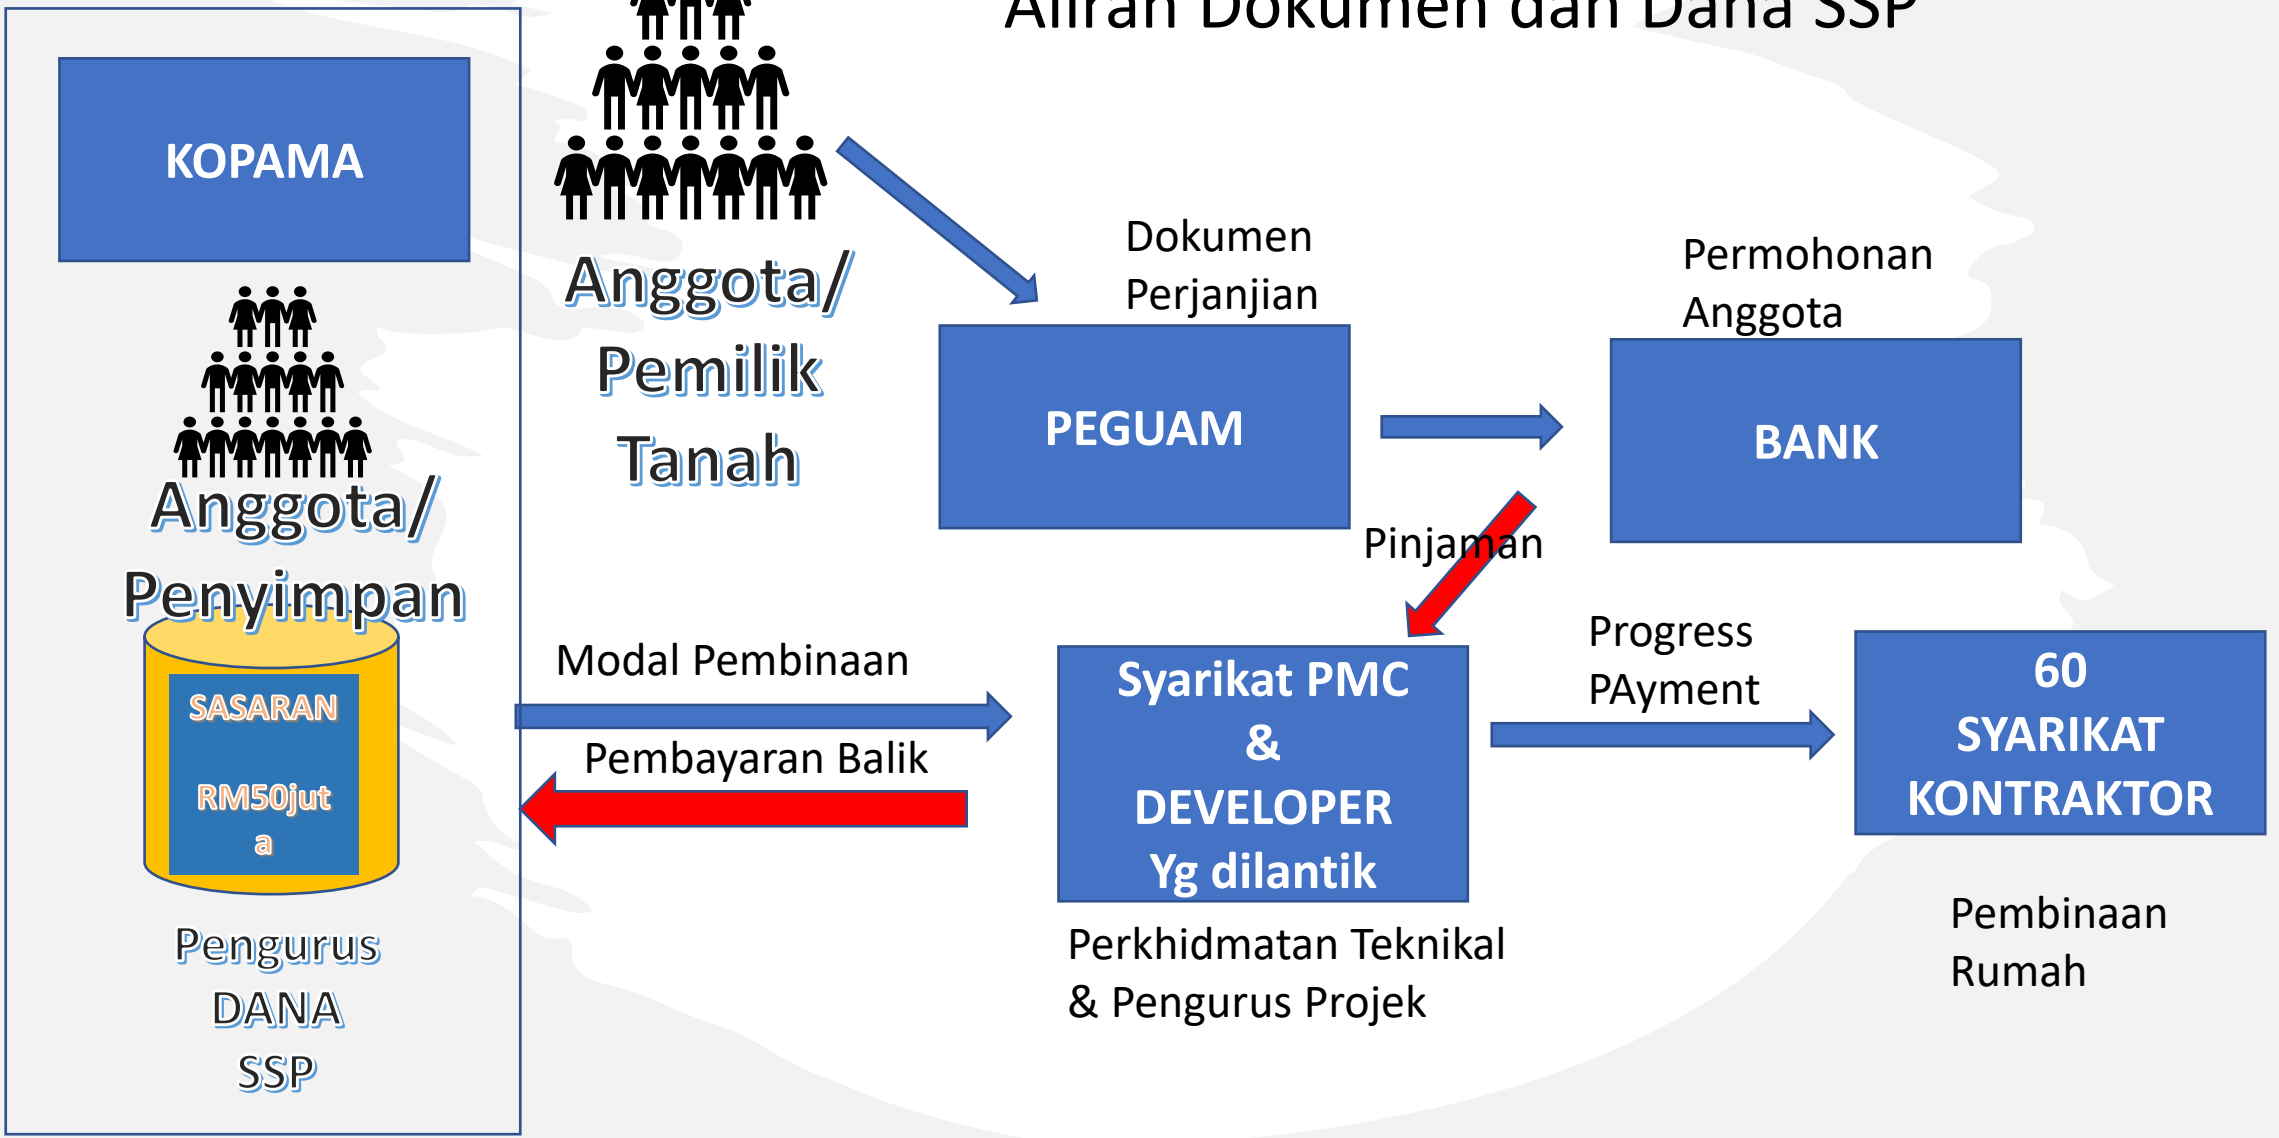 Aliran Dokumen dan Dana SSP
KOPAMA
Anggota/
Penyimpan
SASARAN
RM50jut
a
Pengurus
DANA
SSP
Anggota/
Pemilik
Tanah
Dokumen
Perjanjian
PEGUAM
Permohonan
Anggota
BANK
Pinjaman
Modal Pembinaan
Pembayaran Balik
Syarikat PMC
&
DEVELOPER
Yg dilantik
Perkhidmatan Teknikal
& Pengurus Projek
Progress
PAyment
60
SYARIKAT
KONTRAKTOR
Pembinaan
Rumah